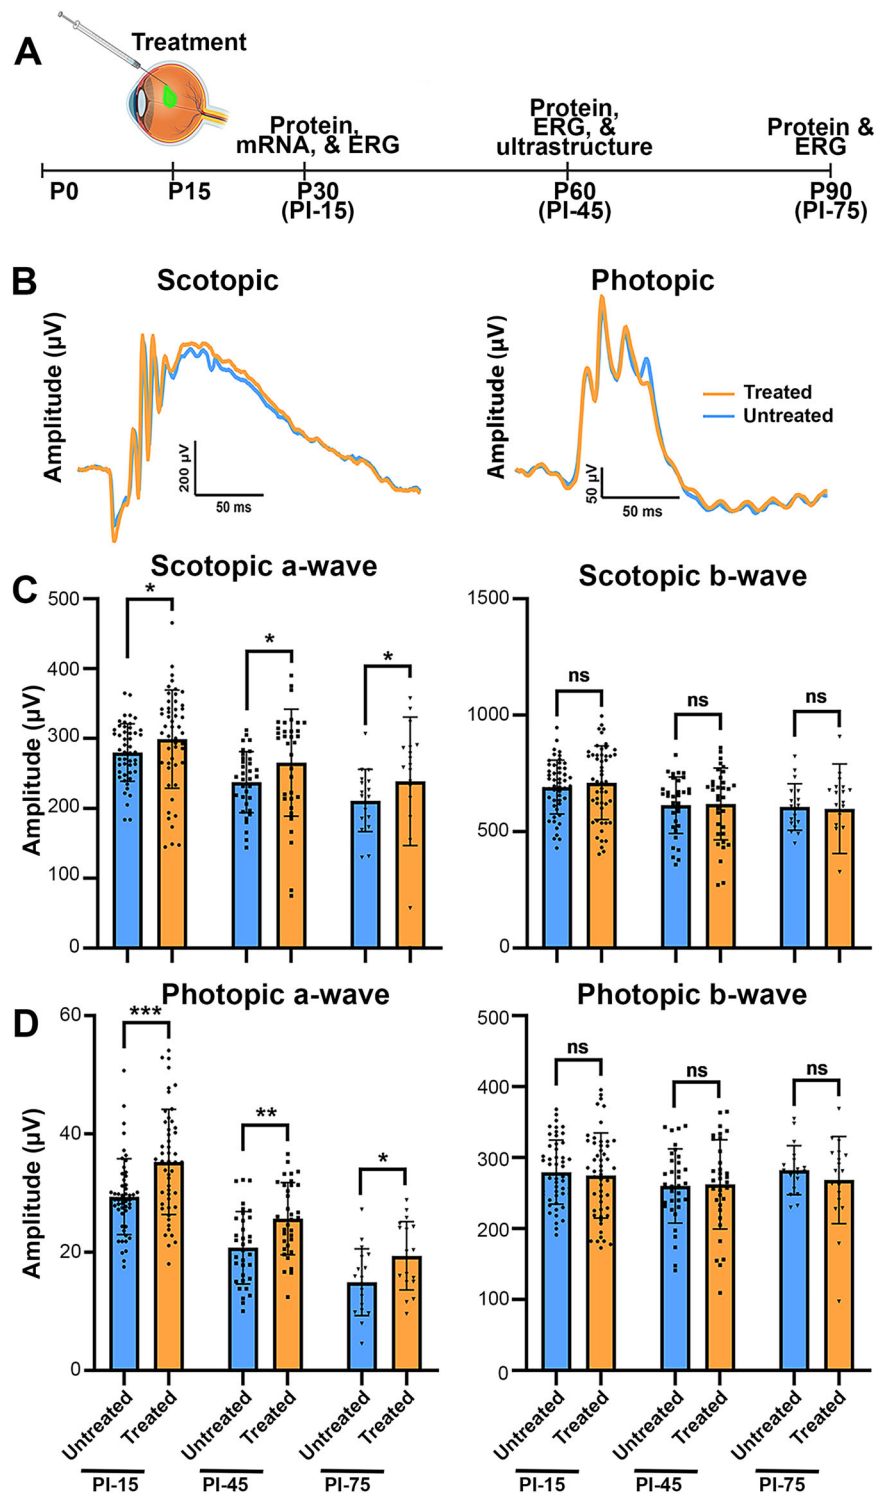 A
Treatment
Protein,
mRNA, & ERG
Protein,
ERG, &
ultrastructure
Protein &
ERG
P0
P15
P30
(PI-15)
P60
(PI-45)
P90
(PI-75)
B
Scotopic
Photopic
Amplitude (µV)
200 µV
50 ms
Amplitude (µV)
50 µV
50 ms
Treated
Untreated
C
Scotopic a-wave
Amplitude (µV)
500
400
300
200
100
0
*
*
*
Scotopic b-wave
1500
1000
500
0
ns
ns
ns
D
Photopic a-wave
Amplitude (µV)
60
40
20
0
***
**
*
Untreated
Treated
Untreated
Treated
Untreated
Treated
PI-15
PI-45
PI-75
Photopic b-wave
500
400
300
200
100
0
ns
ns
ns
Untreated
Treated
Untreated
Treated
Untreated
Treated
PI-15
PI-45
PI-75